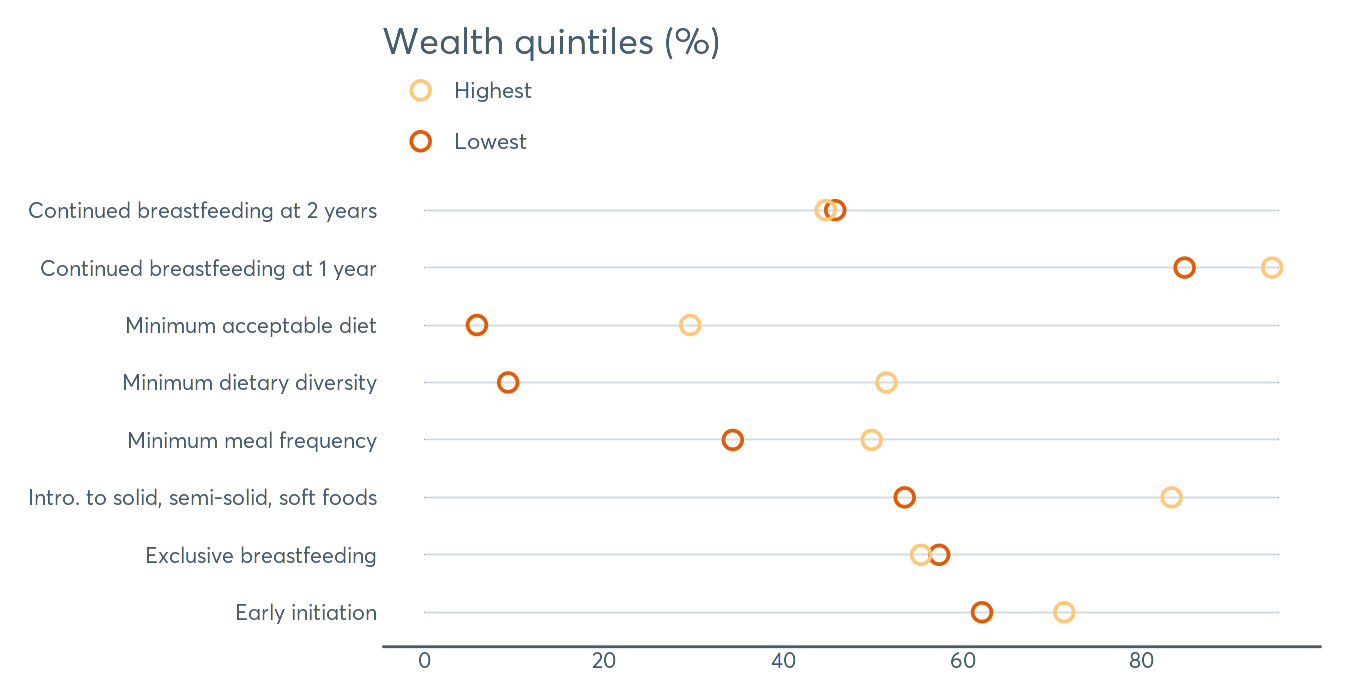 Wealth quintiles (%)
Highest
Lowest
Continued breastfeeding at 2 years
Continued breastfeeding at 1 year
Minimum acceptable diet
Minimum dietary diversity
Minimum meal frequency
Intro. to solid, semi-solid, soft foods
Exclusive breastfeeding
Early initiation
0 20 40 60 80